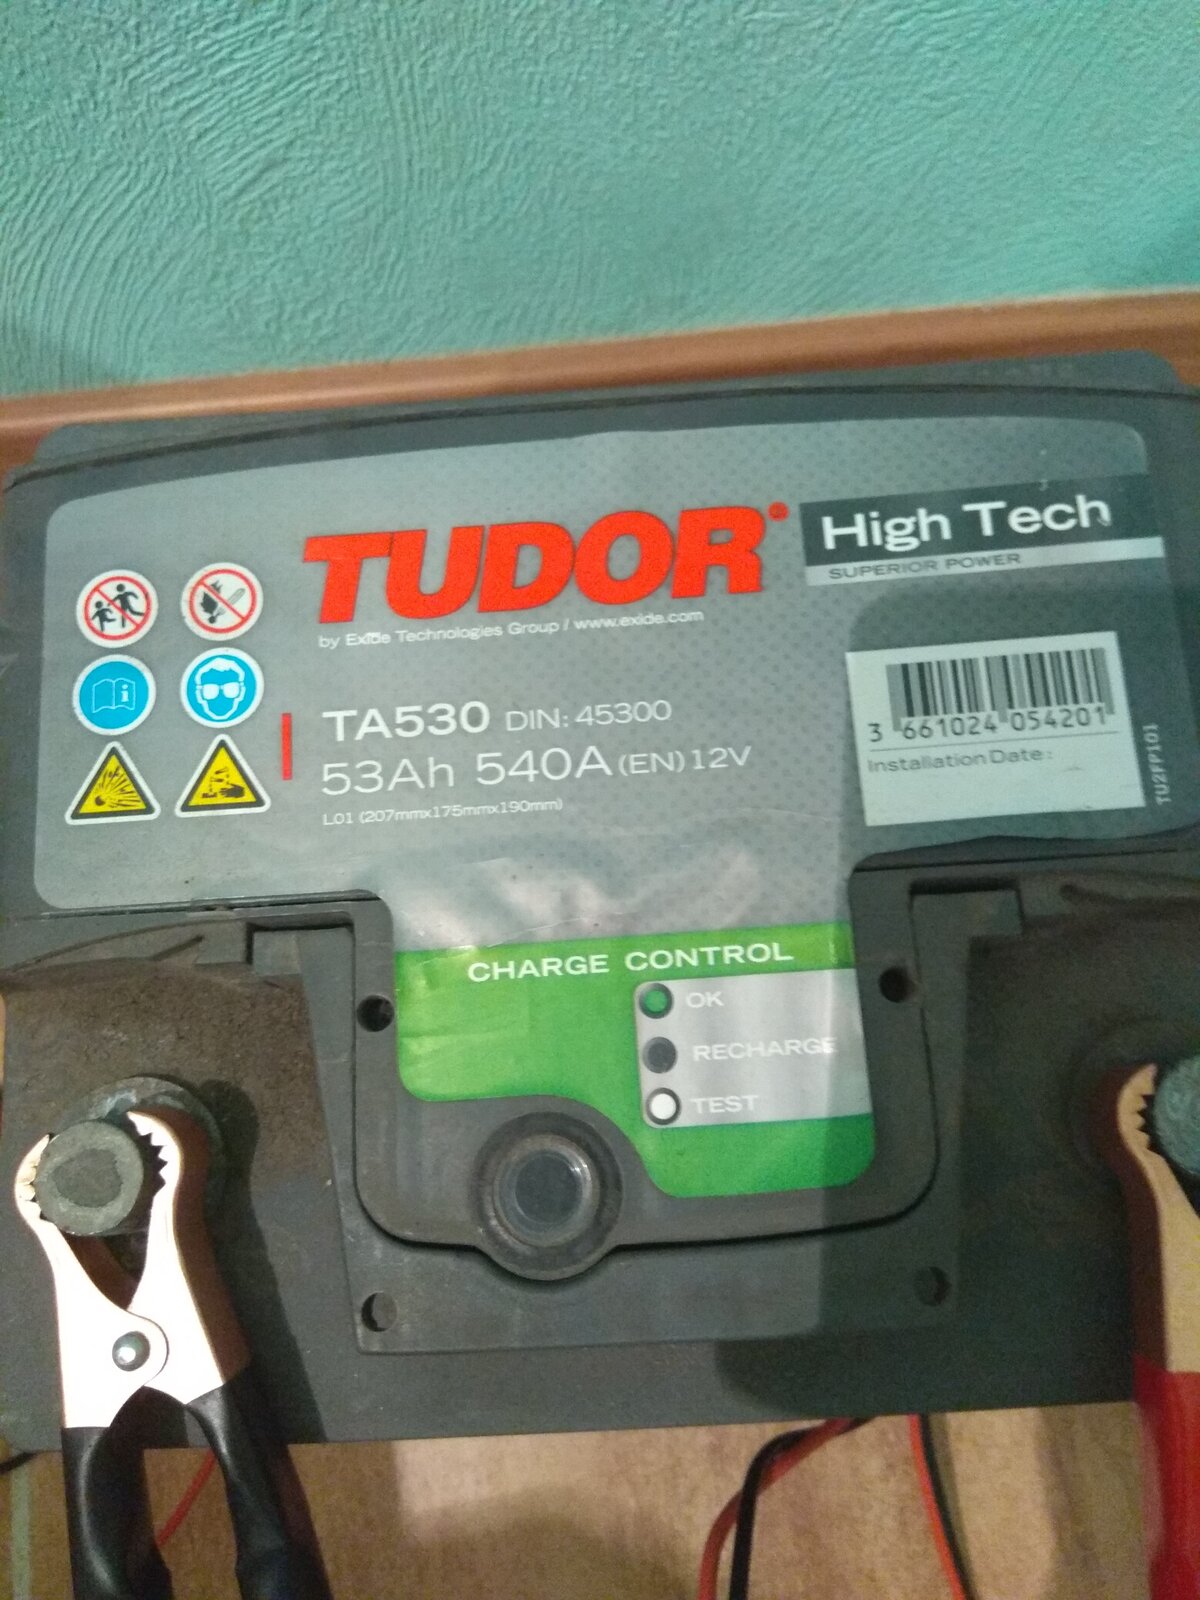 TUDOR
High Tech
SUPERIOR POWER
by Exide Technologies Group / www.exide.com
TA530 DIN: 45300
53Ah 540A (EN) 12V
L01 (207mmx175mmx190mm)
3 661024 054201
Installation Date :
TU2FP101
CHARGE CONTROL
OK
RECHARGE
TEST